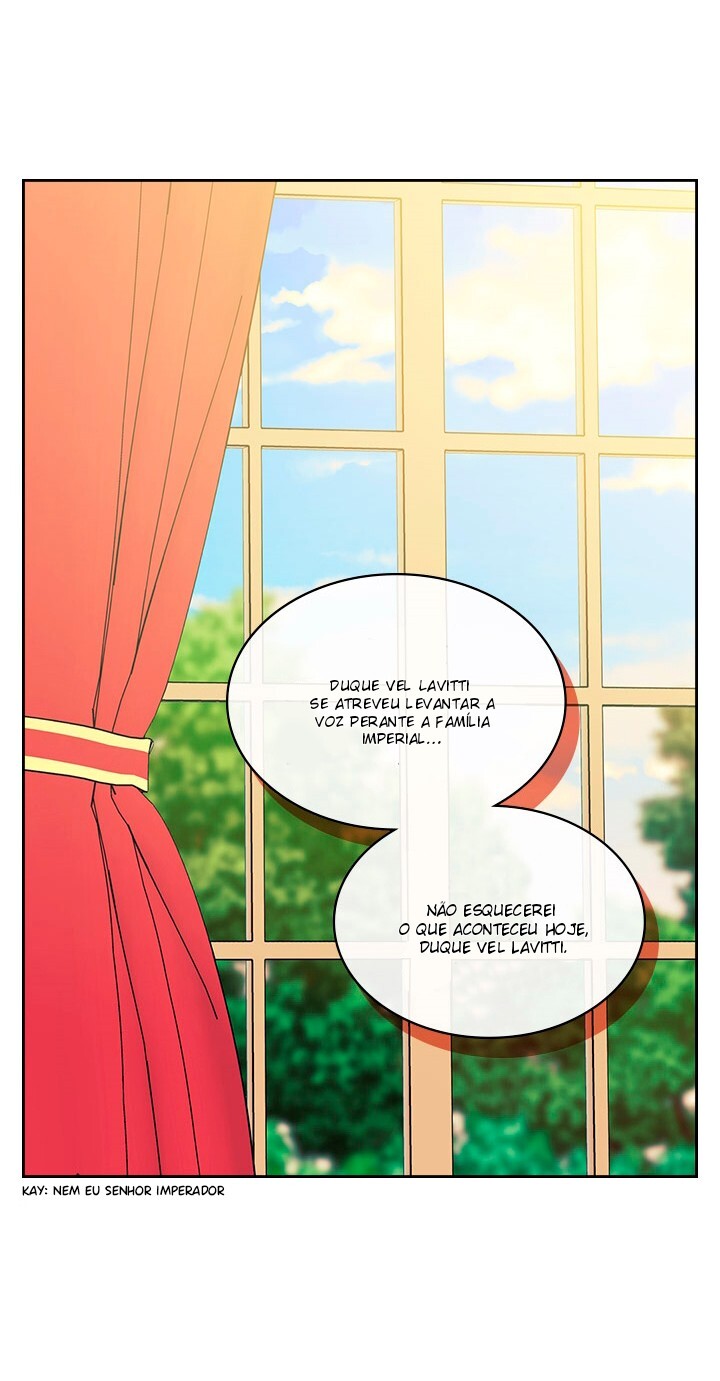 DUQUE VEL LAVITTI
SE ATREVEU LEVANTAR A
VOZ PERANTE A FAMÍLIA
IMPERIAL...
NÃO ESQUECEREI
O QUE ACONTECEU HOJE,
DUQUE VEL LAVITTI.
KAY: NEM EU SENHOR IMPERADOR